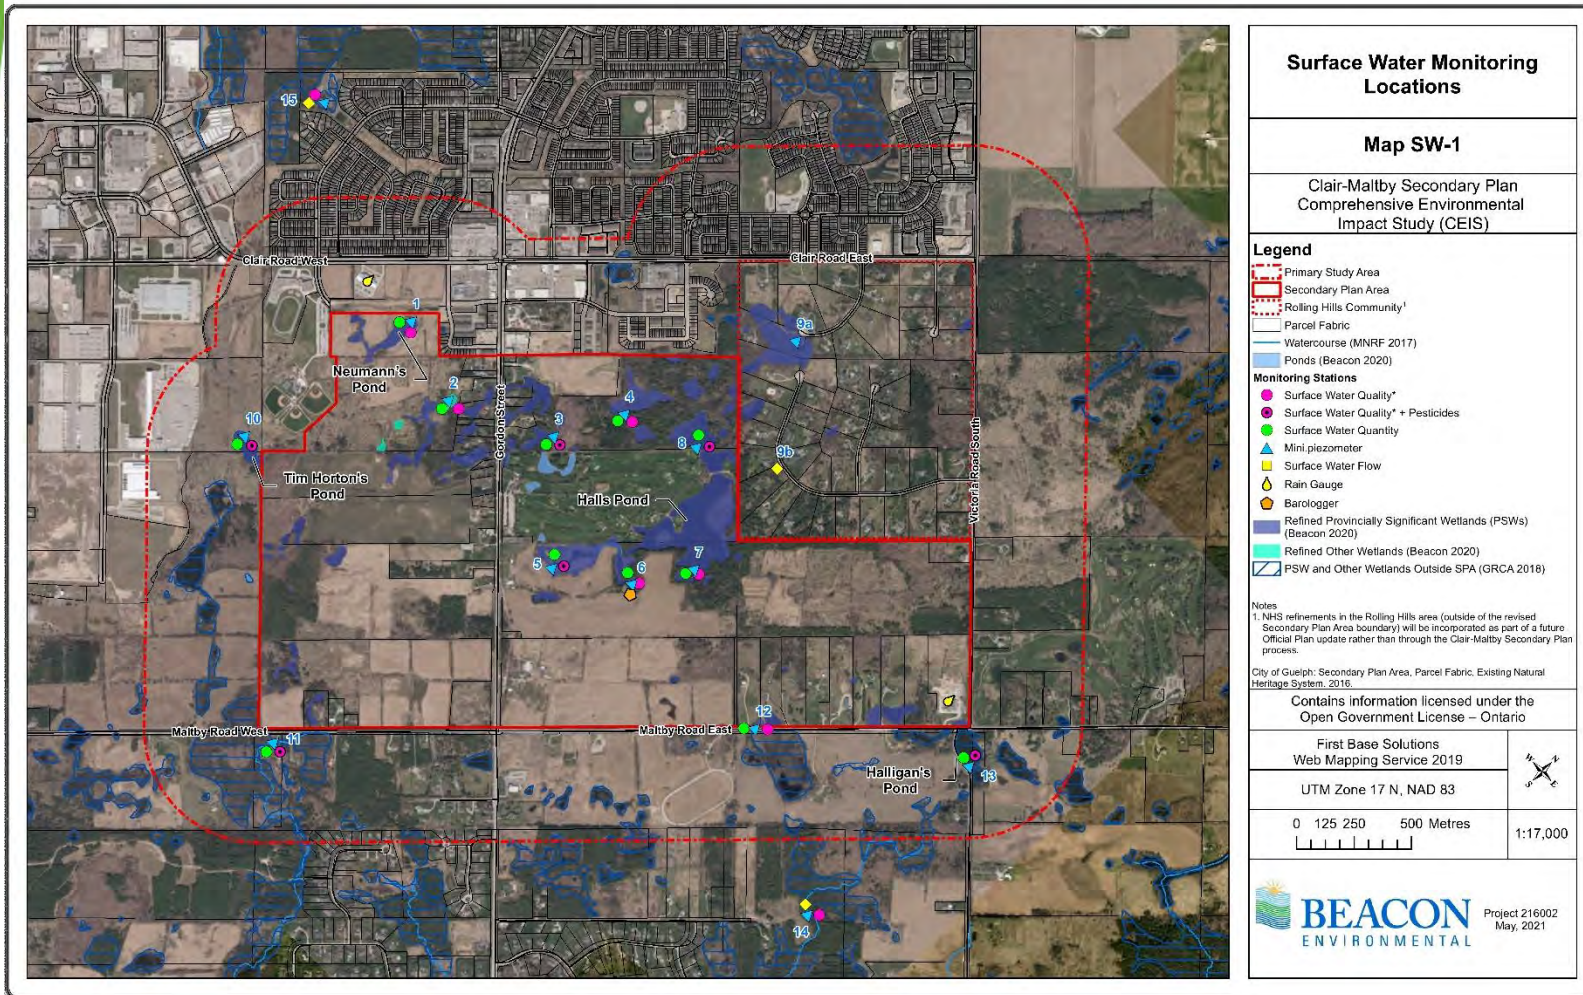 15
Clair Road West
Clair Road East
1
9a
Neumann's
Pond
2
4
Gordon Street
10
3
8
9b
Victoria Road South
Tim Horton's
Pond
Halls Pond
5
6
7
Maltby Road West
Maltby Road East
12
11
Halligan's
Pond
13
14
Surface Water Monitoring
Locations
Map SW-1
Clair-Maltby Secondary Plan
Comprehensive Environmental
Impact Study (CEIS)
Legend
Primary Study Area
Secondary Plan Area
Rolling Hills Community¹
Parcel Fabric
Watercourse (MNRF 2017)
Ponds (Beacon 2020)
Monitoring Stations
Surface Water Quality*
Surface Water Quality* + Pesticides
Surface Water Quantity
Mini.piezometer
Surface Water Flow
Rain Gauge
Barologger
Refined Provincially Significant Wetlands (PSWs)
(Beacon 2020)
Refined Other Wetlands (Beacon 2020)
PSW and Other Wetlands Outside SPA (GRCA 2018)
Notes
1. NHS refinements in the Rolling Hills area (outside of the revised
Secondary Plan Area boundary) will be incorporated as part of a future
Official Plan update rather than through the Clair-Maltby Secondary Plan
process.
City of Guelph: Secondary Plan Area, Parcel Fabric, Existing Natural
Heritage System. 2016.
Contains information licensed under the
Open Government License – Ontario
First Base Solutions
Web Mapping Service 2019
W N
S E
UTM Zone 17 N, NAD 83
0 125 250 500 Metres
1:17,000
BEACON
ENVIRONMENTAL
Project 216002
May, 2021